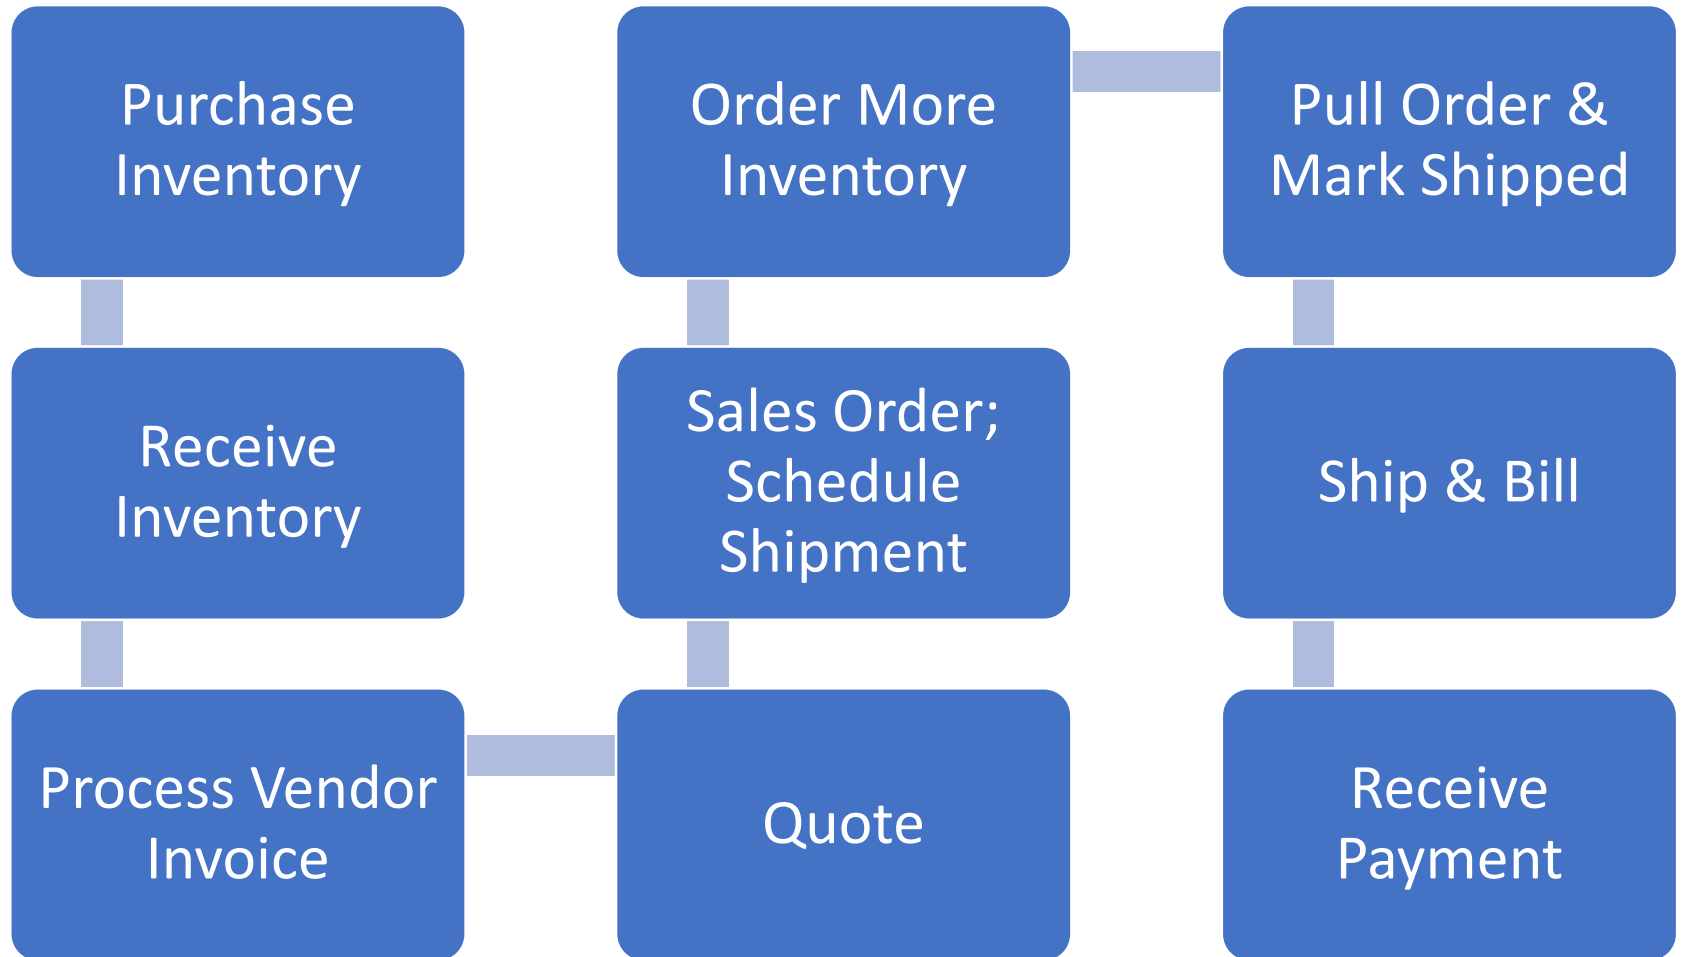 Purchase
Inventory
Receive
Inventory
Process Vendor
Invoice
Quote
Sales Order;
Schedule
Shipment
Order More
Inventory
Pull Order &
Mark Shipped
Ship & Bill
Receive
Payment